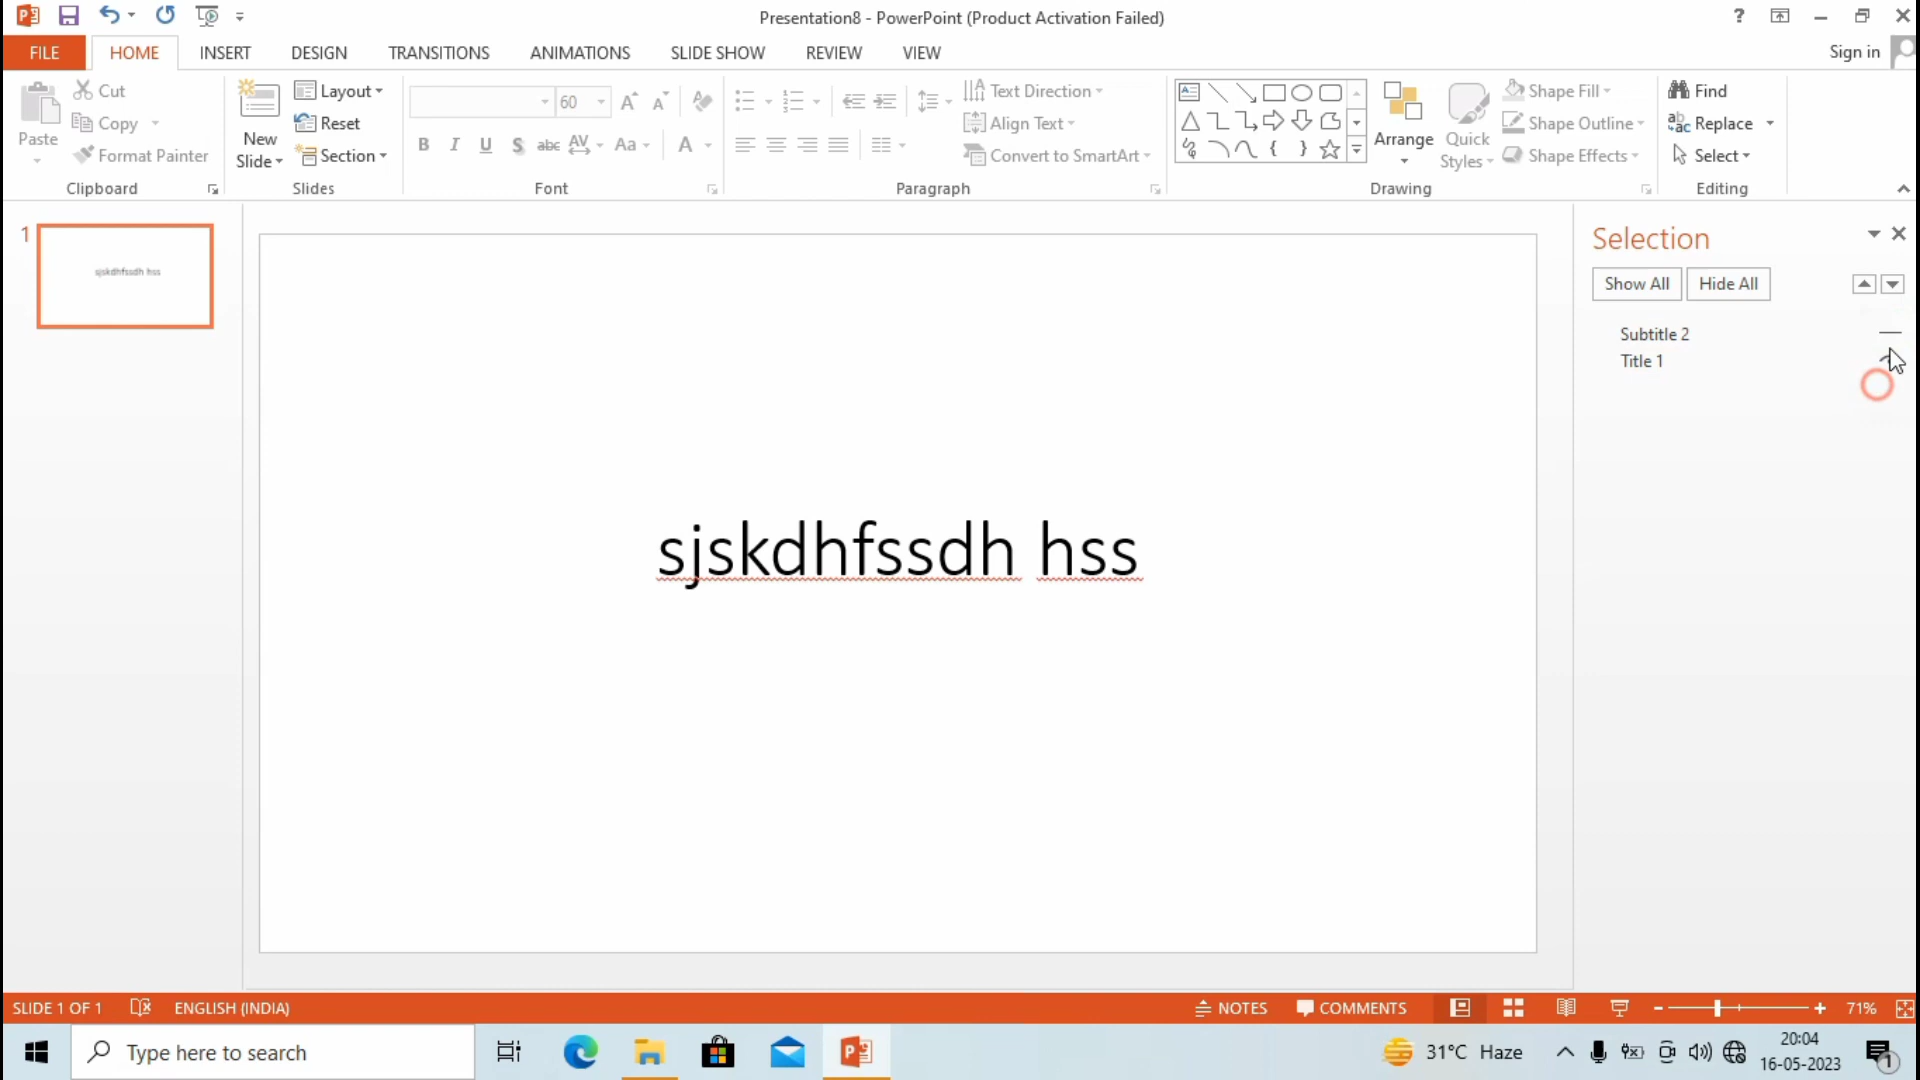 Presentation8 - PowerPoint (Product Activation Failed)
?
FILE HOME INSERT DESIGN TRANSITIONS ANIMATIONS SLIDE SHOW REVIEW VIEW Sign in
Paste
Cut
Copy
Format Painter
Clipboard
New
Slide
Layout
Reset
Section
Slides
60
B I U S abc AV Aa A
Font
Text Direction
Align Text
Convert to SmartArt
Paragraph
Arrange
Quick
Styles
Shape Fill
Shape Outline
Shape Effects
Drawing
Find
Replace
Select
Editing
1
sjskdhfssdh hss
sjskdhfssdh hss
Selection
Show All Hide All
Subtitle 2
Title 1
SLIDE 1 OF 1 ENGLISH (INDIA) NOTES COMMENTS 71%
Type here to search
31°C Haze
20:04
16-05-2023
1